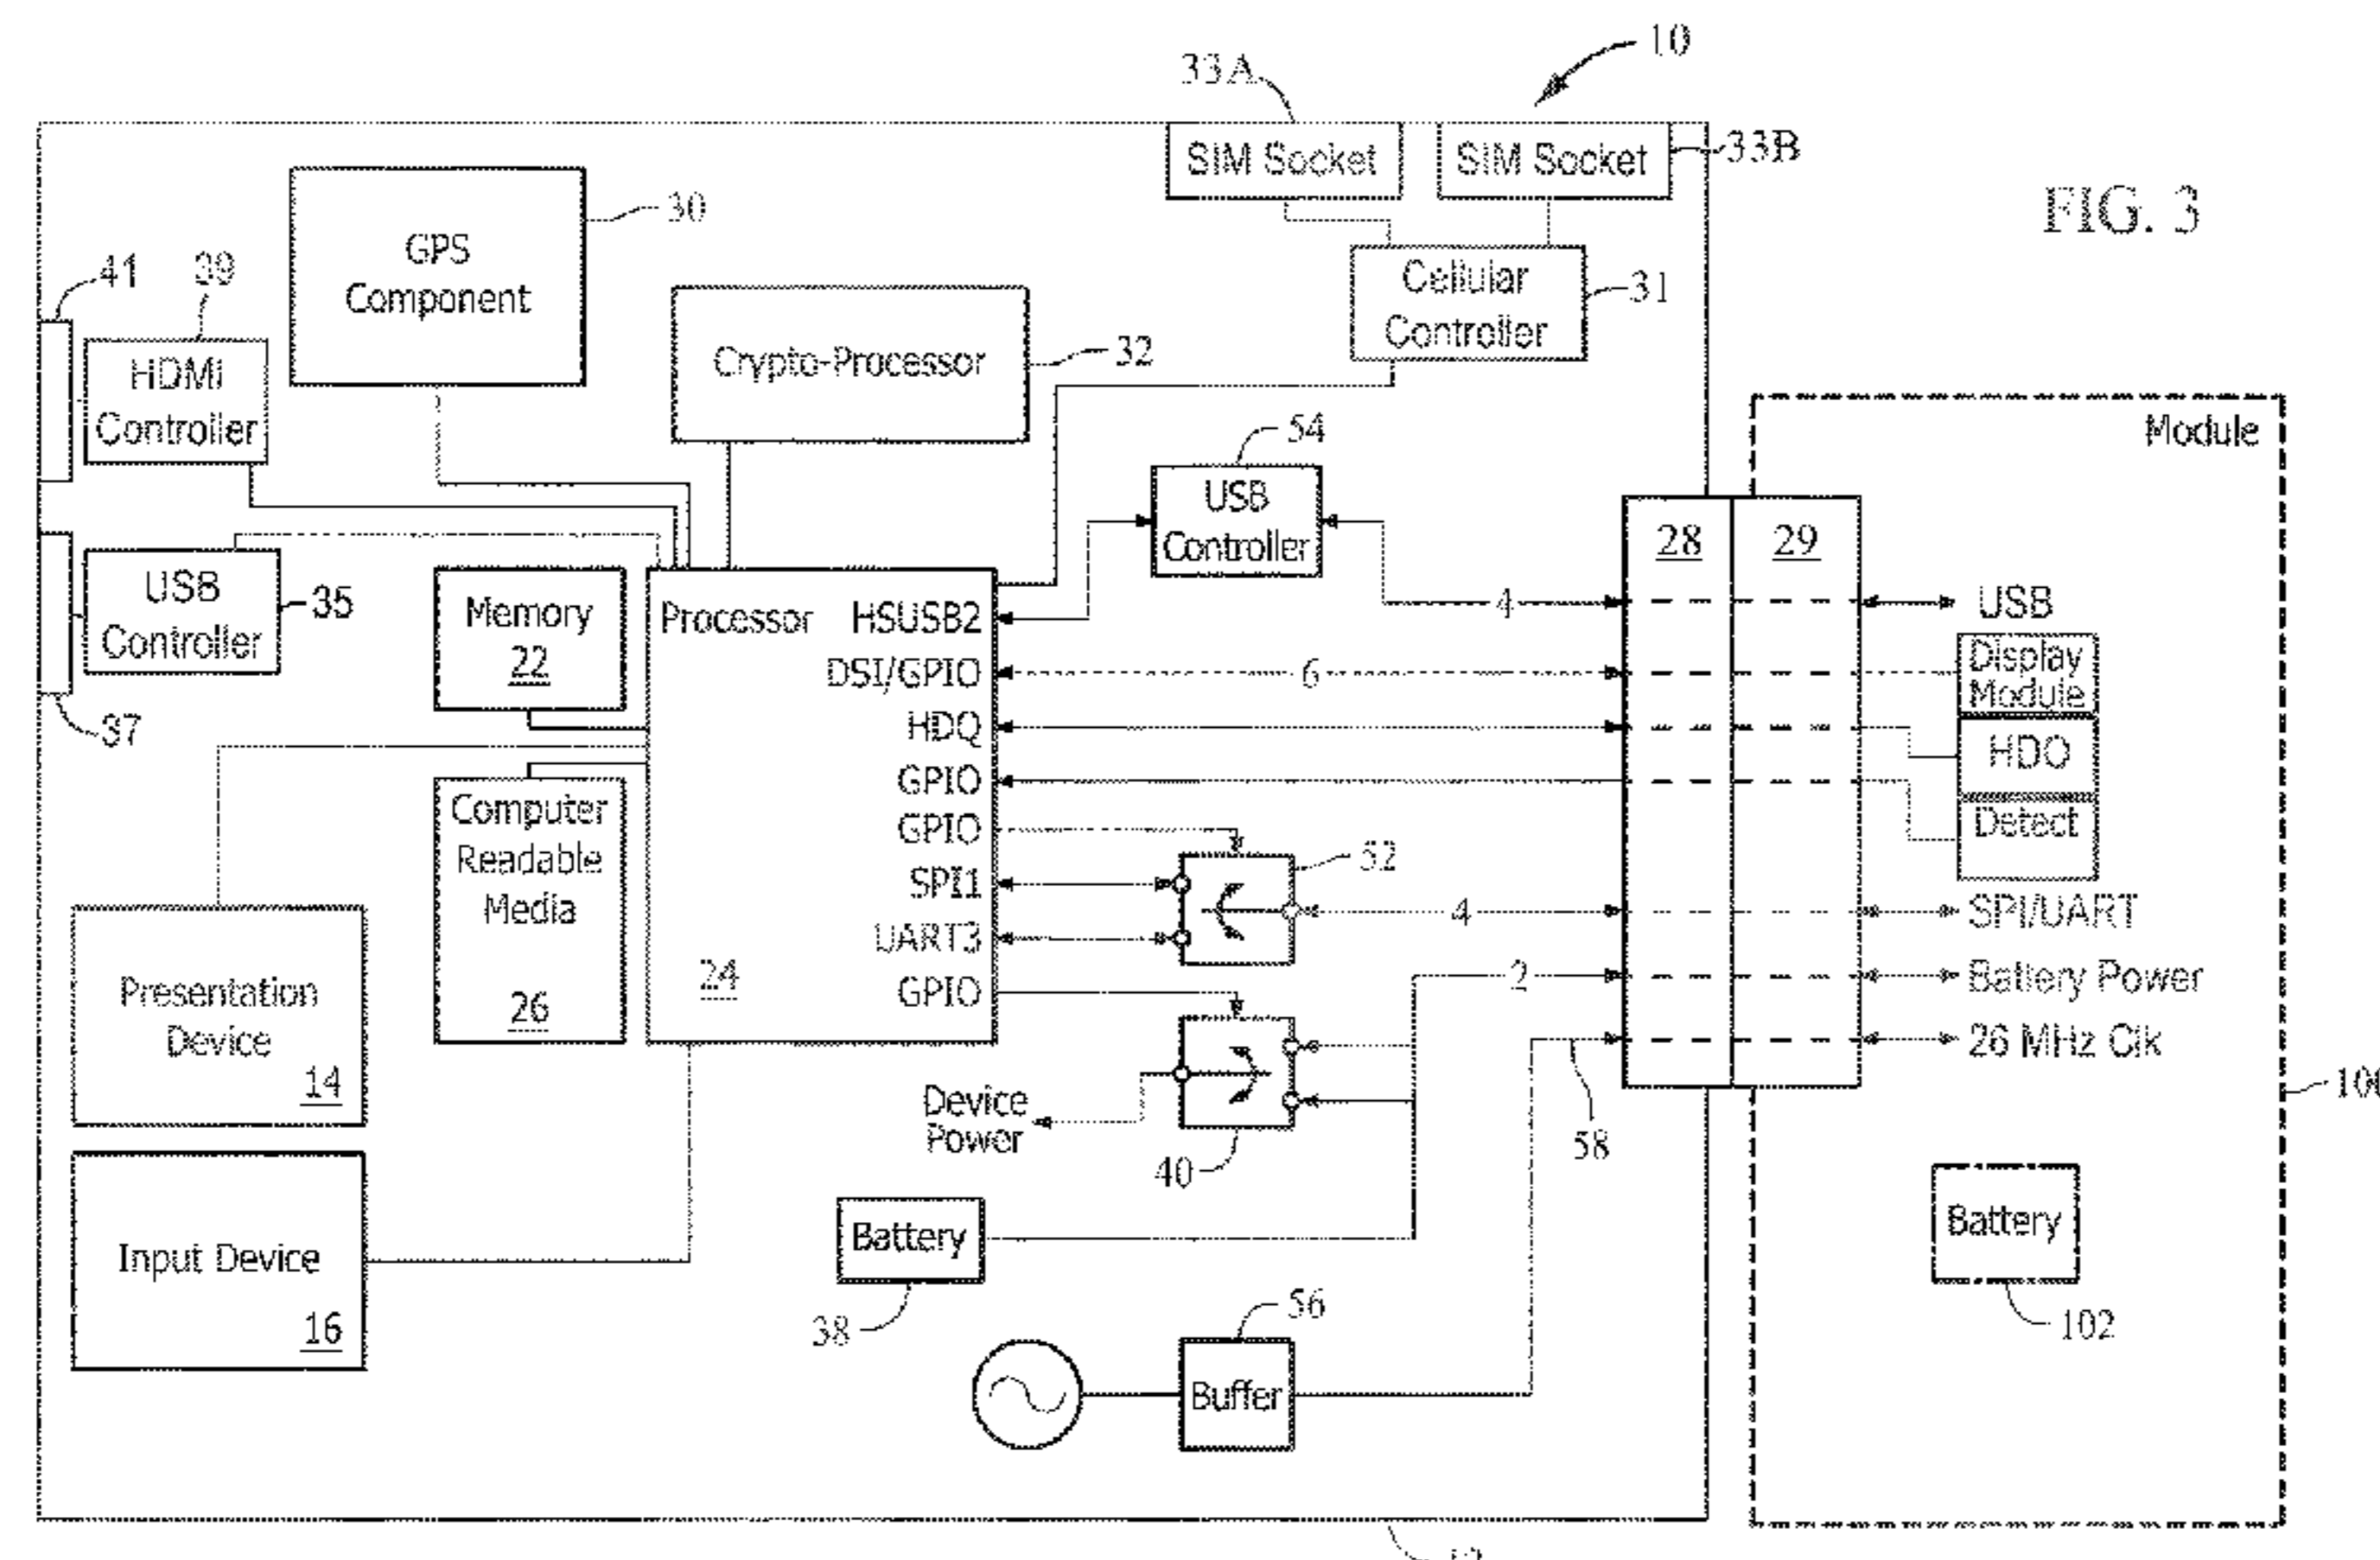 10
33A
SIM Socket
SIM Socket
33B
FIG. 3
30
GPS
Component
41
39
HDMI
Controller
Crypto-Processor
32
Cellular
Controller
31
Module
54
USB
Controller
28
29
USB
Controller
35
37
Memory
22
Processor
24
HSUSB2
DSI/GPIO
HDQ
GPIO
GPIO
SPI1
UART3
GPIO
4
6
4
2
USB
Display
Module
HDO
Detect
SPI/UART
Battery Power
26 MHz Clk
Computer
Readable
Media
26
52
Presentation
Device
14
Device
Power
40
58
Input Device
16
Battery
38
56
Buffer
Battery
102